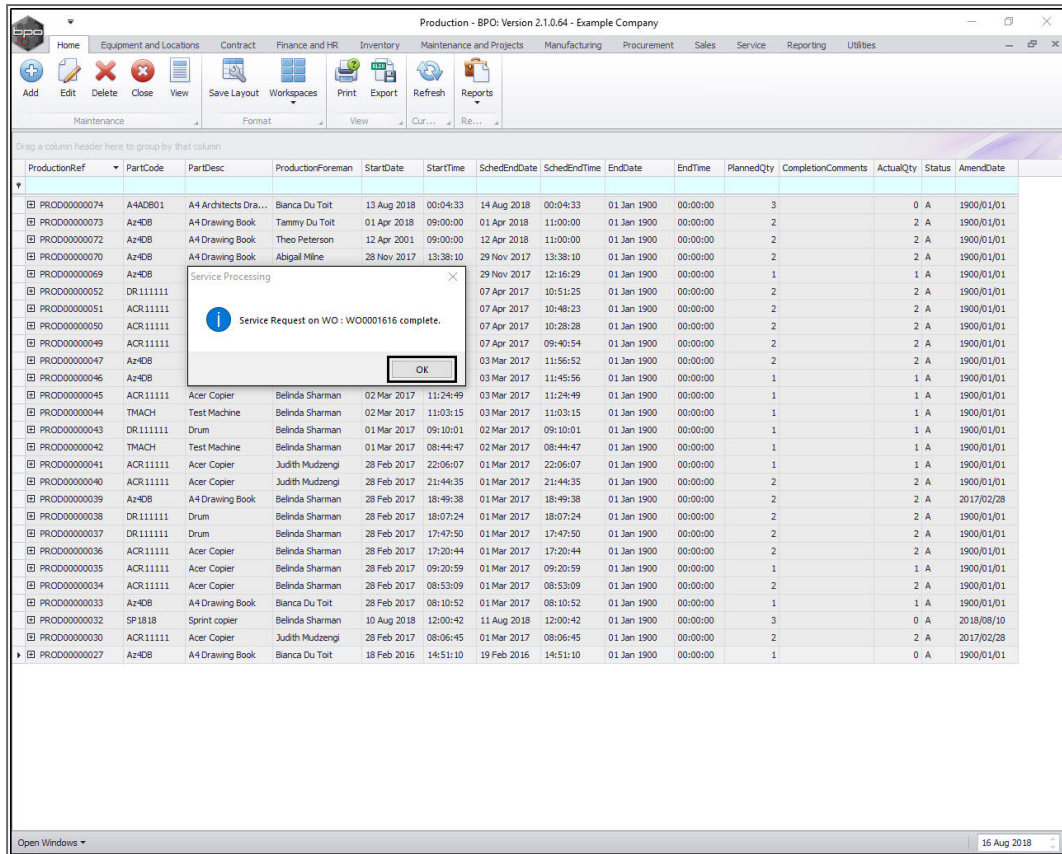 bpo
Production - BPO: Version 2.1.0.64 - Example Company
Home Equipment and Locations Contract Finance and HR Inventory Maintenance and Projects Manufacturing Procurement Sales Service Reporting Utilities
Add Edit Delete Close View Save Layout Workspaces Print Export Refresh Reports
Maintenance Format View Cur... Re...
Drag a column header here to group by that column
ProductionRef PartCode PartDesc ProductionForeman StartDate StartTime SchedEndDate SchedEndTime EndDate EndTime PlannedQty CompletionComments ActualQty Status AmendDate
PROD00000074 A4ADB01 A4 Architects Dra... Bianca Du Toit 13 Aug 2018 00:04:33 14 Aug 2018 00:04:33 01 Jan 1900 00:00:00 3 0 A 1900/01/01
PROD00000073 Az4DB A4 Drawing Book Tammy Du Toit 01 Apr 2018 09:00:00 01 Apr 2018 11:00:00 01 Jan 1900 00:00:00 2 2 A 1900/01/01
PROD00000072 Az4DB A4 Drawing Book Theo Peterson 12 Apr 2001 09:00:00 12 Apr 2018 11:00:00 01 Jan 1900 00:00:00 2 2 A 1900/01/01
PROD00000070 Az4DB A4 Drawing Book Abigail Milne 28 Nov 2017 13:38:10 29 Nov 2017 13:38:10 01 Jan 1900 00:00:00 2 2 A 1900/01/01
PROD00000069 Az4DB 29 Nov 2017 12:16:29 01 Jan 1900 00:00:00 1 1 A 1900/01/01
PROD00000052 DR111111 07 Apr 2017 10:51:25 01 Jan 1900 00:00:00 2 2 A 1900/01/01
PROD00000051 ACR11111 07 Apr 2017 10:48:23 01 Jan 1900 00:00:00 2 2 A 1900/01/01
PROD00000050 ACR11111 07 Apr 2017 10:28:28 01 Jan 1900 00:00:00 2 2 A 1900/01/01
PROD00000049 ACR11111 07 Apr 2017 09:40:54 01 Jan 1900 00:00:00 2 2 A 1900/01/01
PROD00000047 Az4DB 03 Mar 2017 11:56:52 01 Jan 1900 00:00:00 2 2 A 1900/01/01
PROD00000046 Az4DB 03 Mar 2017 11:45:56 01 Jan 1900 00:00:00 1 1 A 1900/01/01
Service Processing
Service Request on WO : WO0001616 complete.
OK
PROD00000045 ACR11111 Acer Copier Belinda Sharman 02 Mar 2017 11:24:49 03 Mar 2017 11:24:49 01 Jan 1900 00:00:00 1 1 A 1900/01/01
PROD00000044 TMACH Test Machine Belinda Sharman 02 Mar 2017 11:03:15 03 Mar 2017 11:03:15 01 Jan 1900 00:00:00 1 1 A 1900/01/01
PROD00000043 DR111111 Drum Belinda Sharman 01 Mar 2017 09:10:01 02 Mar 2017 09:10:01 01 Jan 1900 00:00:00 1 1 A 1900/01/01
PROD00000042 TMACH Test Machine Belinda Sharman 01 Mar 2017 08:44:47 02 Mar 2017 08:44:47 01 Jan 1900 00:00:00 1 1 A 1900/01/01
PROD00000041 ACR11111 Acer Copier Judith Mudzengi 28 Feb 2017 22:06:07 01 Mar 2017 22:06:07 01 Jan 1900 00:00:00 1 1 A 1900/01/01
PROD00000040 ACR11111 Acer Copier Judith Mudzengi 28 Feb 2017 21:44:35 01 Mar 2017 21:44:35 01 Jan 1900 00:00:00 2 2 A 1900/01/01
PROD00000039 Az4DB A4 Drawing Book Belinda Sharman 28 Feb 2017 18:49:38 01 Mar 2017 18:49:38 01 Jan 1900 00:00:00 2 2 A 2017/02/28
PROD00000038 DR111111 Drum Belinda Sharman 28 Feb 2017 18:07:24 01 Mar 2017 18:07:24 01 Jan 1900 00:00:00 2 2 A 1900/01/01
PROD00000037 DR111111 Drum Belinda Sharman 28 Feb 2017 17:47:50 01 Mar 2017 17:47:50 01 Jan 1900 00:00:00 2 2 A 1900/01/01
PROD00000036 ACR11111 Acer Copier Belinda Sharman 28 Feb 2017 17:20:44 01 Mar 2017 17:20:44 01 Jan 1900 00:00:00 2 2 A 1900/01/01
PROD00000035 ACR11111 Acer Copier Belinda Sharman 28 Feb 2017 09:20:59 01 Mar 2017 09:20:59 01 Jan 1900 00:00:00 1 1 A 1900/01/01
PROD00000034 ACR11111 Acer Copier Belinda Sharman 28 Feb 2017 08:53:09 01 Mar 2017 08:53:09 01 Jan 1900 00:00:00 2 2 A 1900/01/01
PROD00000033 Az4DB A4 Drawing Book Bianca Du Toit 28 Feb 2017 08:10:52 01 Mar 2017 08:10:52 01 Jan 1900 00:00:00 1 1 A 1900/01/01
PROD00000032 SP1818 Sprint copier Belinda Sharman 10 Aug 2018 12:00:42 11 Aug 2018 12:00:42 01 Jan 1900 00:00:00 3 0 A 2018/08/10
PROD00000030 ACR11111 Acer Copier Judith Mudzengi 28 Feb 2017 08:06:45 01 Mar 2017 08:06:45 01 Jan 1900 00:00:00 2 2 A 2017/02/28
PROD00000027 Az4DB A4 Drawing Book Bianca Du Toit 18 Feb 2016 14:51:10 19 Feb 2016 14:51:10 01 Jan 1900 00:00:00 1 0 A 1900/01/01
Open Windows 16 Aug 2018